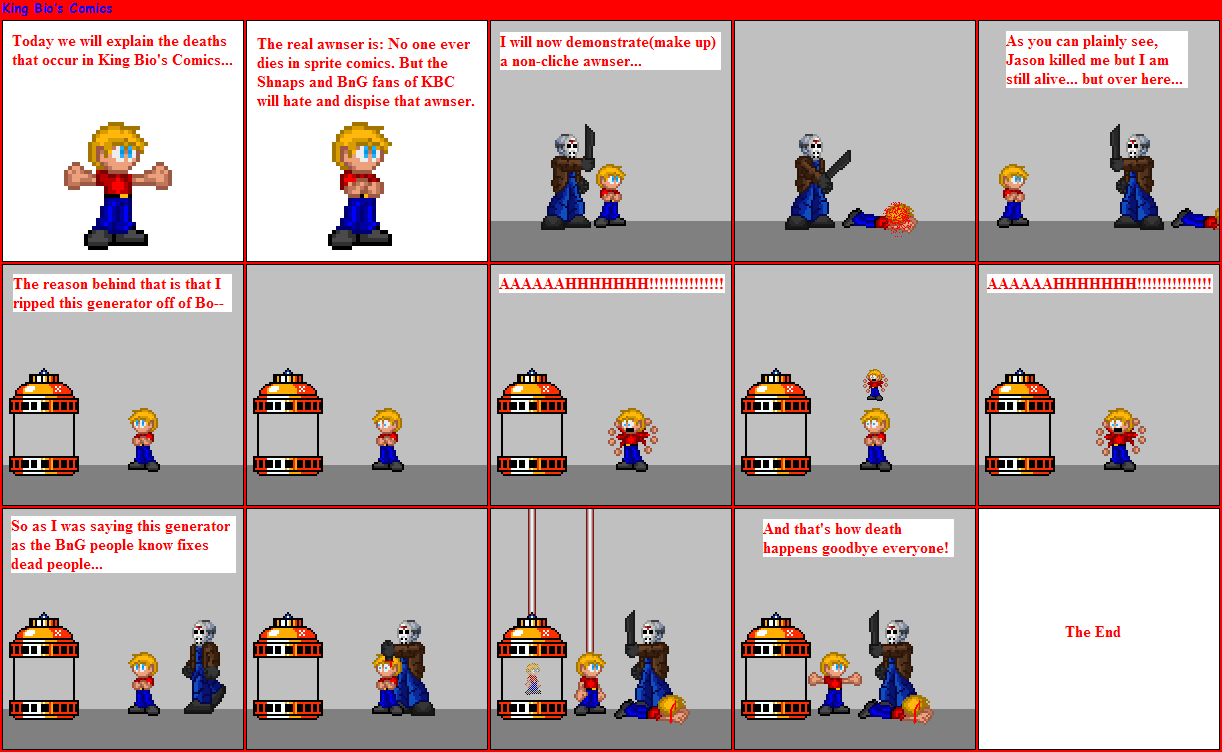 King Bio's Comics
Today we will explain the deaths
that occur in King Bio's Comics...
The real awnser is: No one ever
dies in sprite comics. But the
Shnaps and BnG fans of KBC
will hate and dispise that awnser.
I will now demonstrate(make up)
a non-cliche awnser...
As you can plainly see,
Jason killed me but I am
still alive... but over here...
The reason behind that is that I
ripped this generator off of Bo--
AAAAAAHHHHHHH!!!!!!!!!!!!!!!
AAAAAAHHHHHHH!!!!!!!!!!!!!!!
So as I was saying this generator
as the BnG people know fixes
dead people...
And that's how death
happens goodbye everyone!
The End